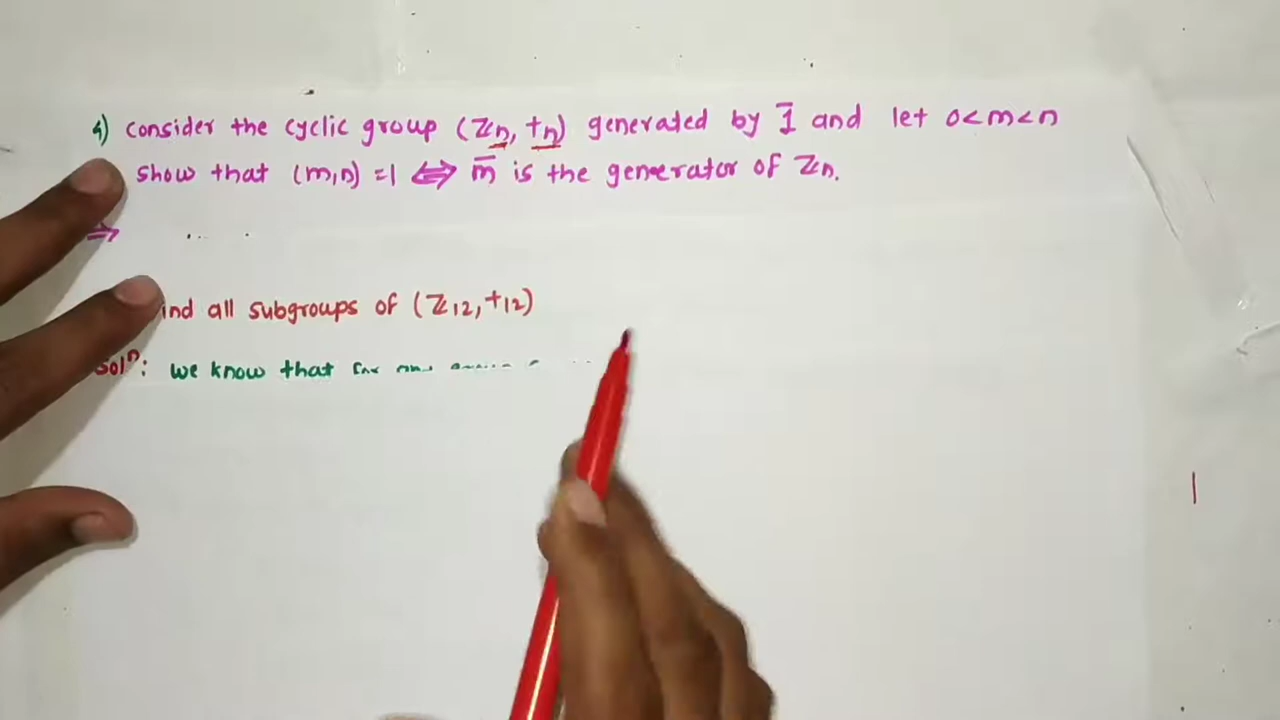 4) Consider the cyclic group (Zn, +n) generated by 1̄ and let 0<m<n
show that (m,n) =1 ⇔ m̄ is the generator of Zn.
⇒
ind all subgroups of (Z12, +12)
Soln: we know that